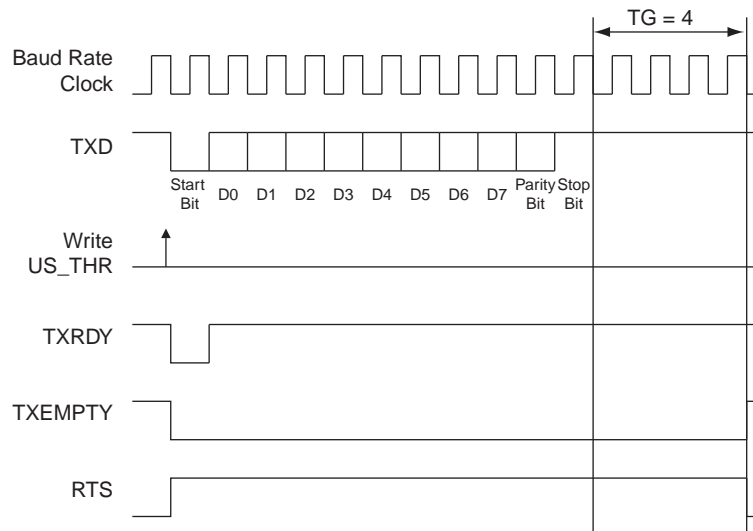 TG = 4
Baud Rate
Clock
TXD
Start
Bit
D0
D1
D2
D3
D4
D5
D6
D7
Parity
Bit
Stop
Bit
Write
US_THR
TXRDY
TXEMPTY
RTS